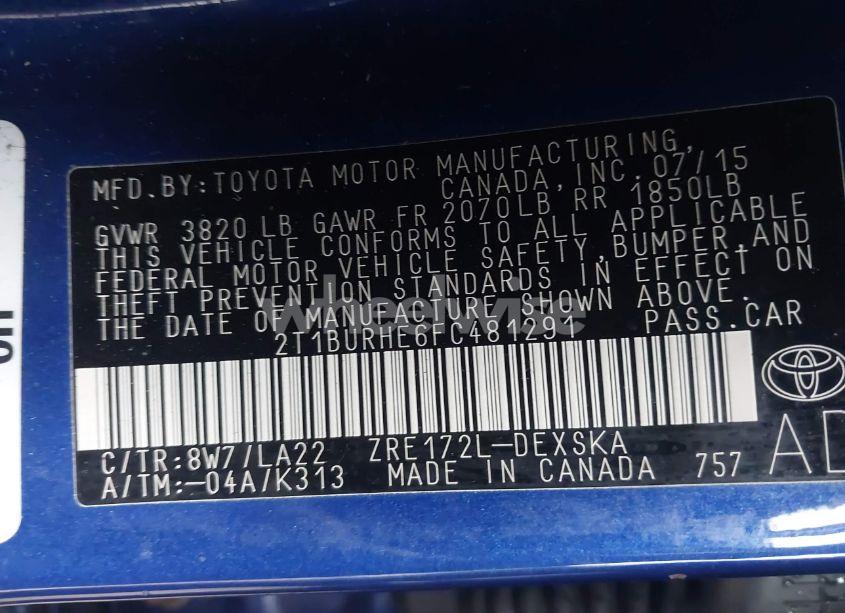 MFD.BY:TOYOTA MOTOR MANUFACTURING,
CANADA, INC. 07/15
GVWR 3820 LB GAWR FR 2070LB RR 1850LB
THIS VEHICLE CONFORMS TO ALL APPLICABLE
FEDERAL MOTOR VEHICLE SAFETY, BUMPER, AND
THEFT PREVENTION STANDARDS IN EFFECT ON
THE DATE OF MANUFACTURE SHOWN ABOVE.
wheelwise
2T1BURHE6FC481291 PASS.CAR
C/TR:8W7/LA22 ZRE172L-DEXSKA
A/TM:-04A/K313 MADE IN CANADA 757
AD